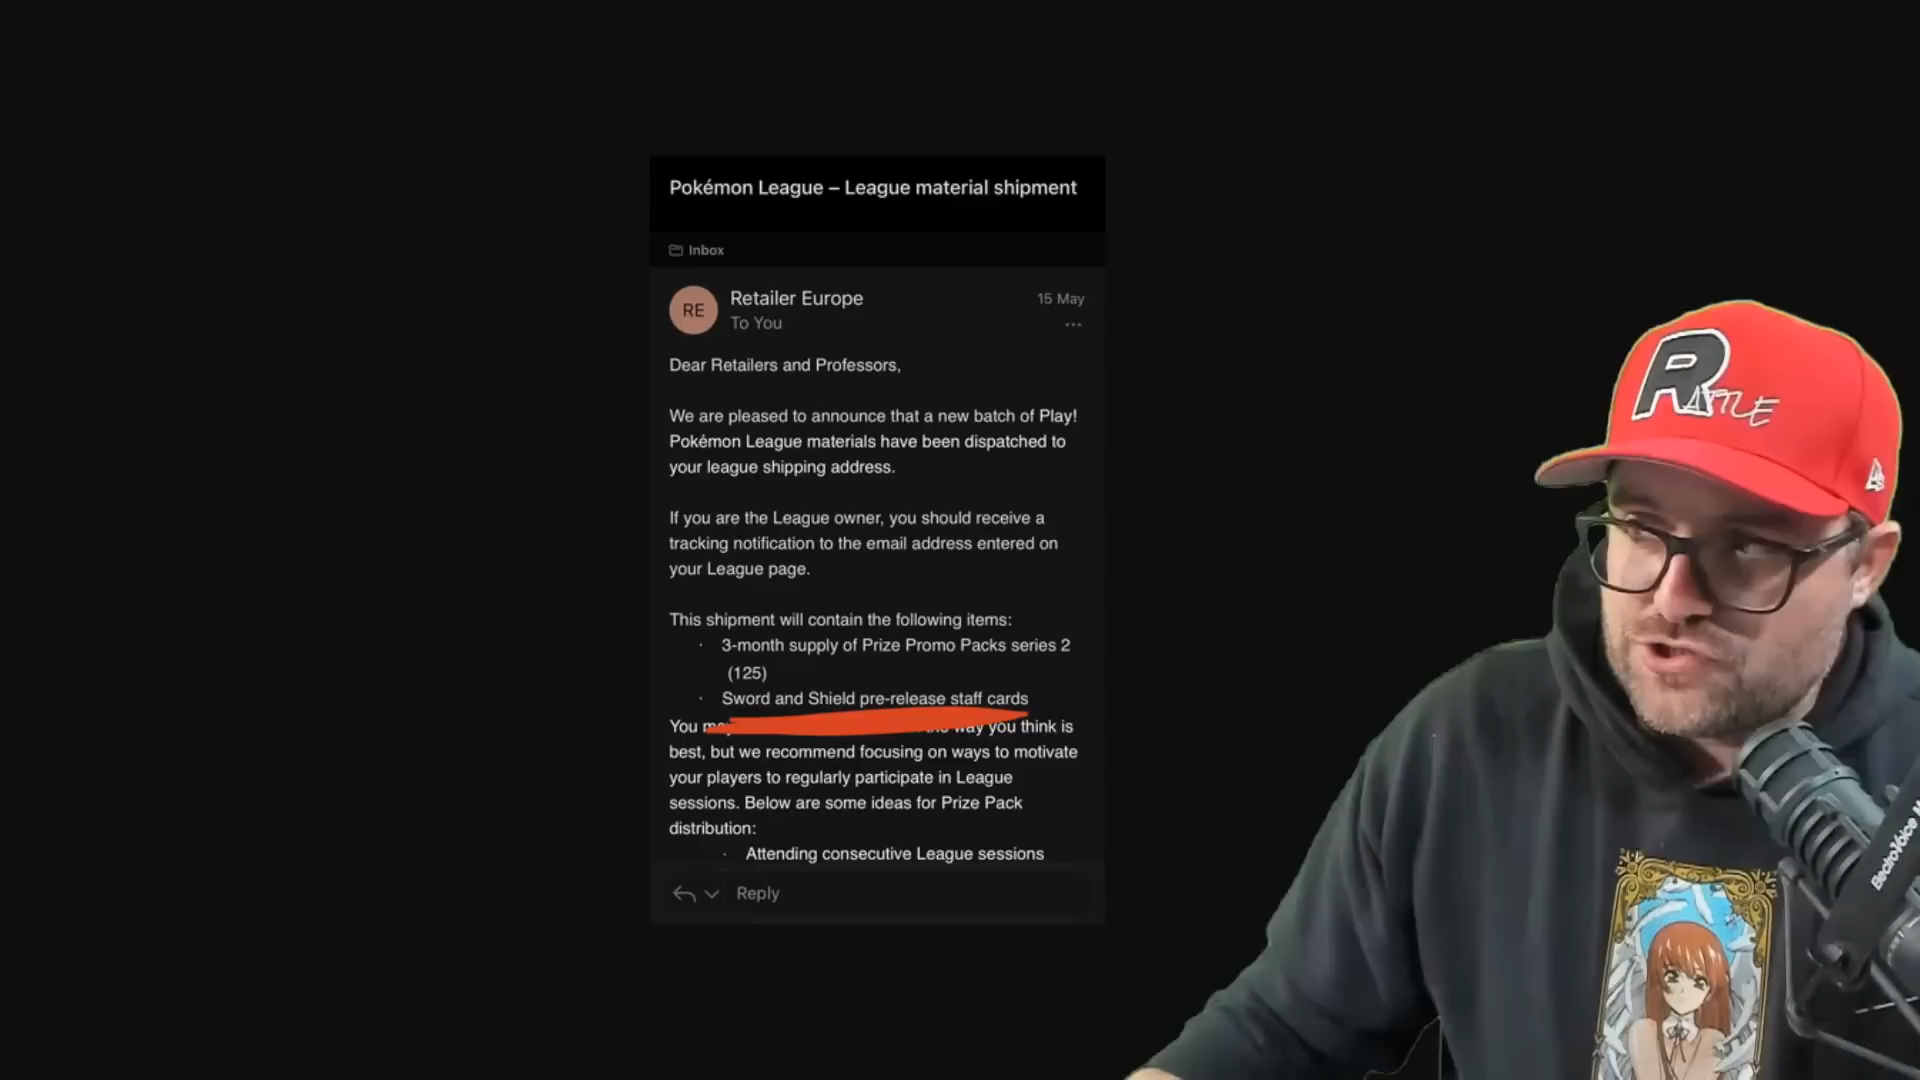 Pokémon League – League material shipment
Inbox
RE
Retailer Europe
15 May
To You
Dear Retailers and Professors,
We are pleased to announce that a new batch of Play!
Pokémon League materials have been dispatched to
your league shipping address.
If you are the League owner, you should receive a
tracking notification to the email address entered on
your League page.
This shipment will contain the following items:
· 3-month supply of Prize Promo Packs series 2
(125)
· Sword and Shield pre-release staff cards
You way you think is
best, but we recommend focusing on ways to motivate
your players to regularly participate in League
sessions. Below are some ideas for Prize Pack
distribution:
· Attending consecutive League sessions
Reply
RATTLE